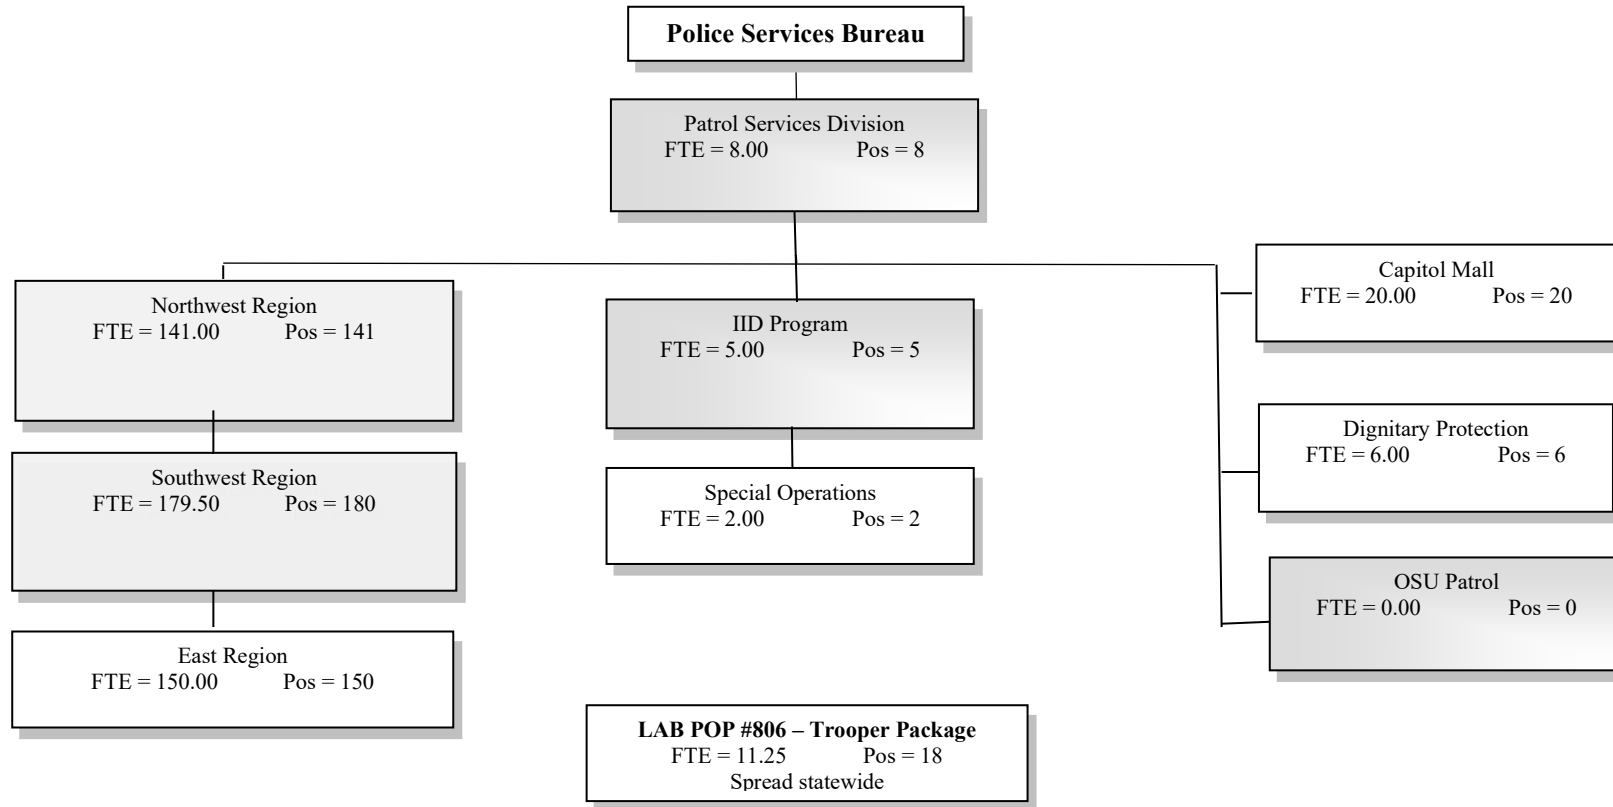 Police Services Bureau
Patrol Services Division
FTE = 8.00 Pos = 8
Northwest Region
FTE = 141.00 Pos = 141
Southwest Region
FTE = 179.50 Pos = 180
East Region
FTE = 150.00 Pos = 150
IID Program
FTE = 5.00 Pos = 5
Special Operations
FTE = 2.00 Pos = 2
Capitol Mall
FTE = 20.00 Pos = 20
Dignitary Protection
FTE = 6.00 Pos = 6
OSU Patrol
FTE = 0.00 Pos = 0
LAB POP #806 – Trooper Package
FTE = 11.25 Pos = 18
Spread statewide